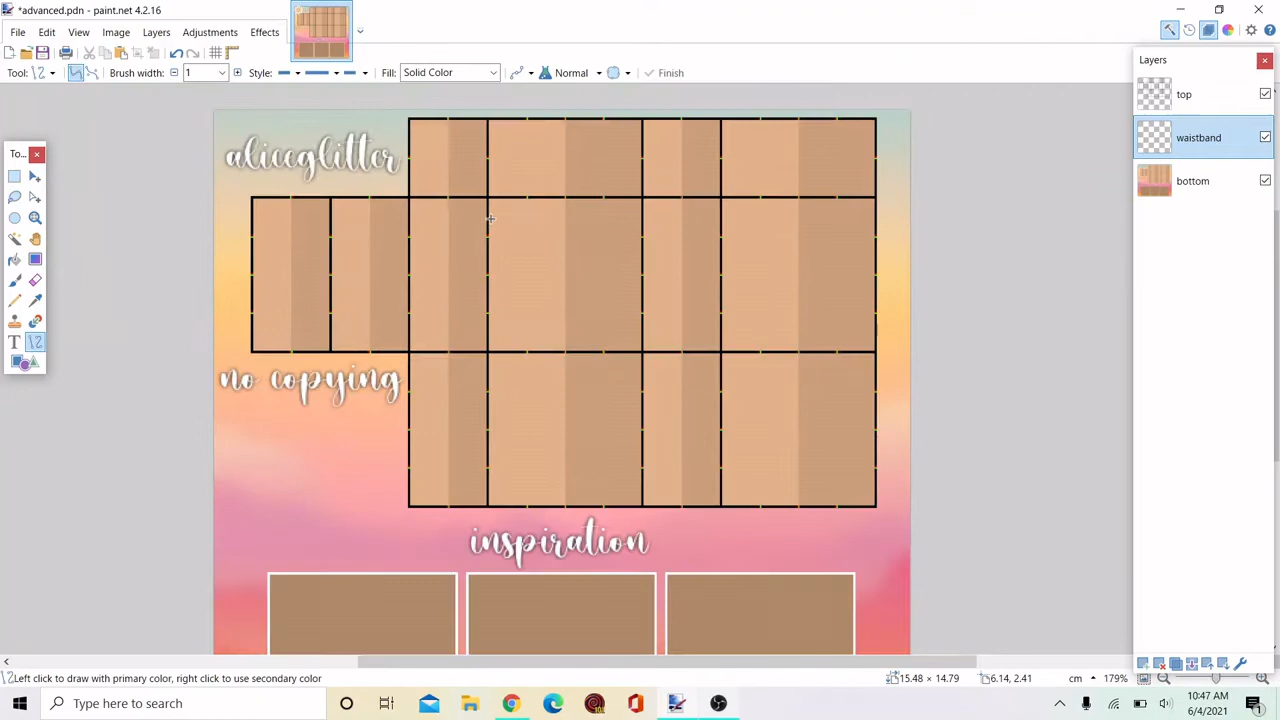 *advanced.pdn - paint.net 4.2.16
File Edit View Image Layers Adjustments Effects
Tool: Brush width: 1 Style: Fill: Solid Color Normal Finish
Layers
top
waistband
bottom
To...
aliceglitter
no copying
inspiration
Left click to draw with primary color, right click to use secondary color
15.48 × 14.79
6.14, 2.41
cm
179%
Type here to search
10:47 AM
6/4/2021